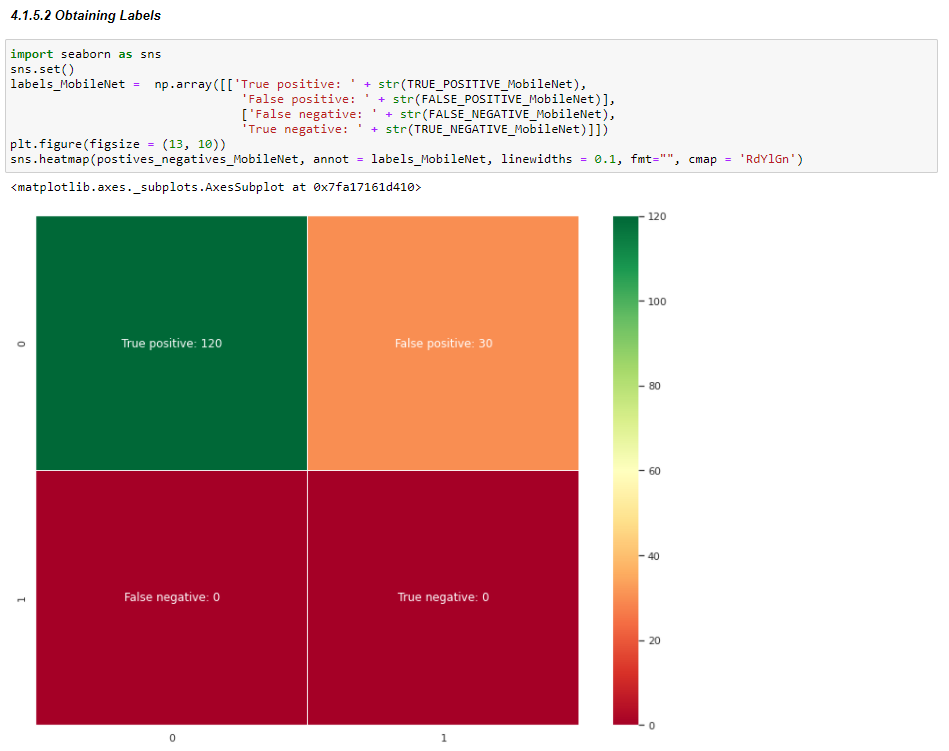 4.1.5.2 Obtaining Labels
import seaborn as sns
sns.set()
labels_MobileNet =  np.array([['True positive: ' + str(TRUE_POSITIVE_MobileNet),
'False positive: ' + str(FALSE_POSITIVE_MobileNet)],
['False negative: ' + str(FALSE_NEGATIVE_MobileNet),
'True negative: ' + str(TRUE_NEGATIVE_MobileNet)]])
plt.figure(figsize = (13, 10))
sns.heatmap(postives_negatives_MobileNet, annot = labels_MobileNet, linewidths = 0.1, fmt="", cmap = 'RdYlGn')
<matplotlib.axes._subplots.AxesSubplot at 0x7fa17161d410>
120
100
80
60
40
20
0
0
True positive: 120
False positive: 30
1
False negative: 0
True negative: 0
0
1